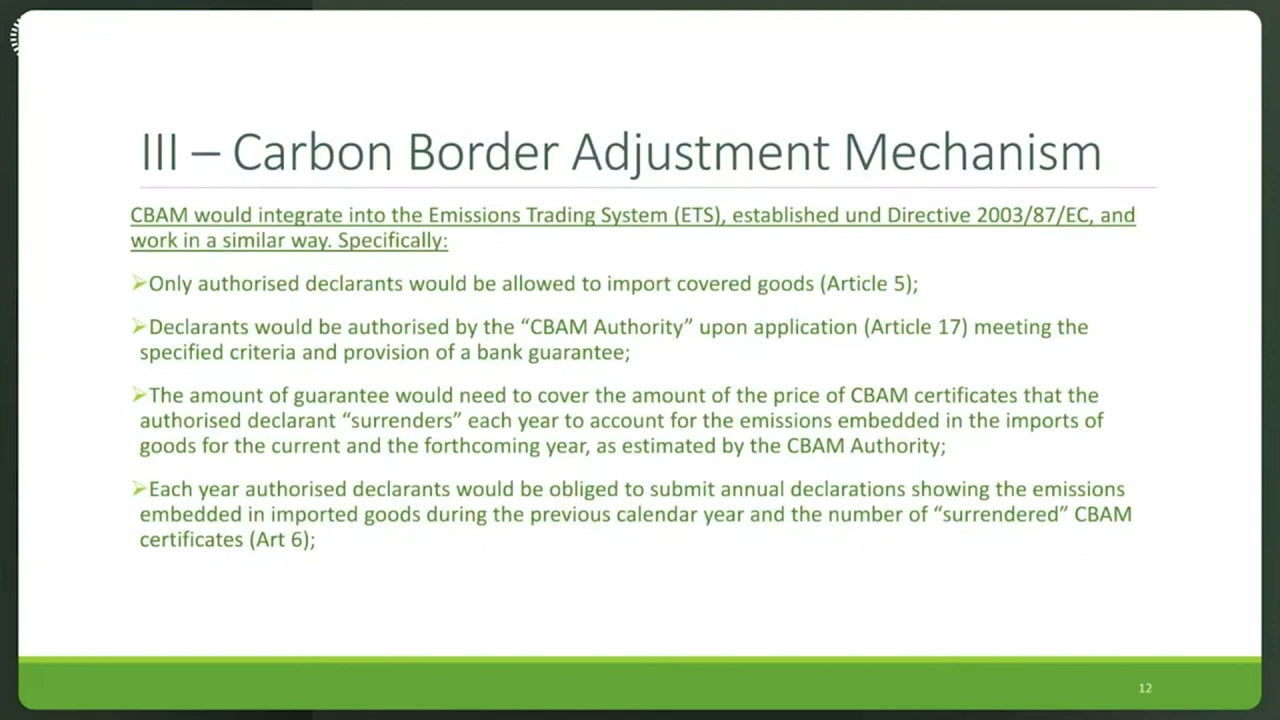 III – Carbon Border Adjustment Mechanism
CBAM would integrate into the Emissions Trading System (ETS), established und Directive 2003/87/EC, and
work in a similar way. Specifically:
➢Only authorised declarants would be allowed to import covered goods (Article 5);
➢Declarants would be authorised by the “CBAM Authority” upon application (Article 17) meeting the
specified criteria and provision of a bank guarantee;
➢The amount of guarantee would need to cover the amount of the price of CBAM certificates that the
authorised declarant “surrenders” each year to account for the emissions embedded in the imports of
goods for the current and the forthcoming year, as estimated by the CBAM Authority;
➢Each year authorised declarants would be obliged to submit annual declarations showing the emissions
embedded in imported goods during the previous calendar year and the number of “surrendered” CBAM
certificates (Art 6);
12